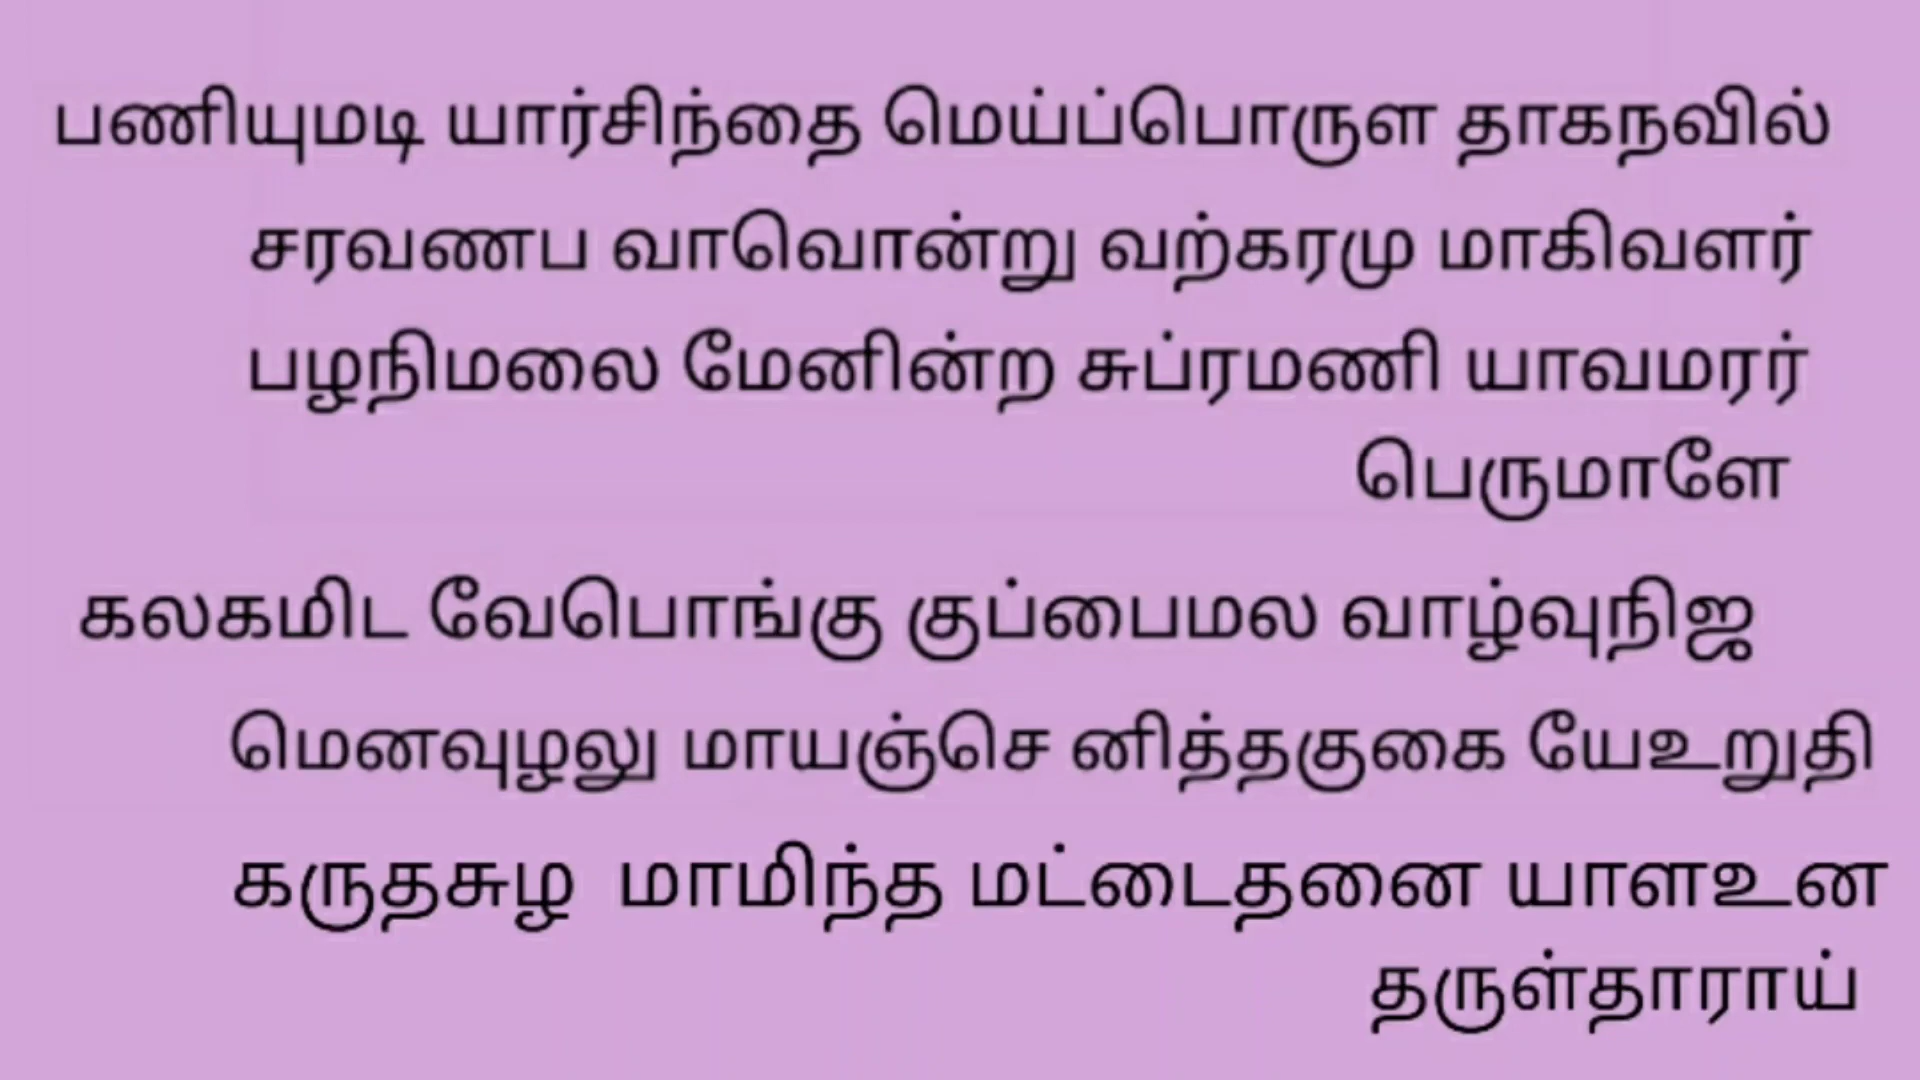 பணியுமடி யார்சிந்தை மெய்ப்பொருள தாகநவில்
சரவணப வாவொன்று வற்கரமு மாகிவளர்
பழநிமலை மேனின்ற சுப்ரமணி யாவமரர்
பெருமாளே
கலகமிட வேபொங்கு குப்பைமல வாழ்வுநிஜ
மெனவுழலு மாயஞ்செ னித்தகுகை யேஉறுதி
கருதசுழ மாமிந்த மட்டைதனை யாளஉன
தருள்தாராய்